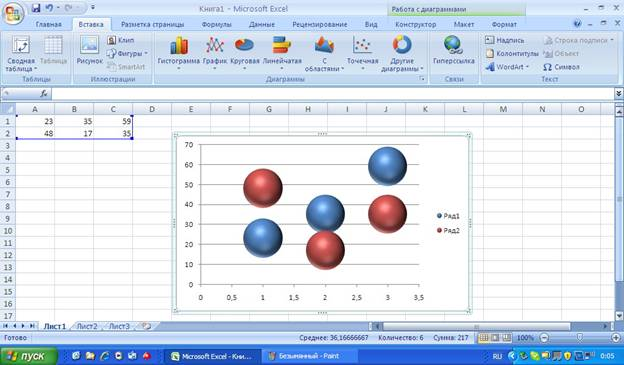 Книга1 - Microsoft Excel
Работа с диаграммами
Главная Вставка Разметка страницы Формулы Данные Рецензирование Вид Конструктор Макет Формат
Сводная таблица
Таблица
Таблицы
Рисунок
Клип
Фигуры
SmartArt
Иллюстрации
Гистограмма
График
Круговая
Линейчатая
С областями
Точечная
Другие диаграммы
Диаграммы
Гиперссылка
Связи
Надпись
Колонтитулы
WordArt
Строка подписи
Объект
Символ
Текст
fx
A B C D E F G H I J K L M N O
1 23 35 59
2 48 17 35
3
4
5
6
7
8
9
10
11
12
13
14
15
16
17
70
60
50
40
30
20
10
0
0 0,5 1 1,5 2 2,5 3 3,5
Ряд1
Ряд2
Лист1 Лист2 Лист3
Готово
Среднее: 36,16666667 Количество: 6 Сумма: 217
100%
пуск
Microsoft Excel - Кни...
Безымянный - Paint
RU
0:05